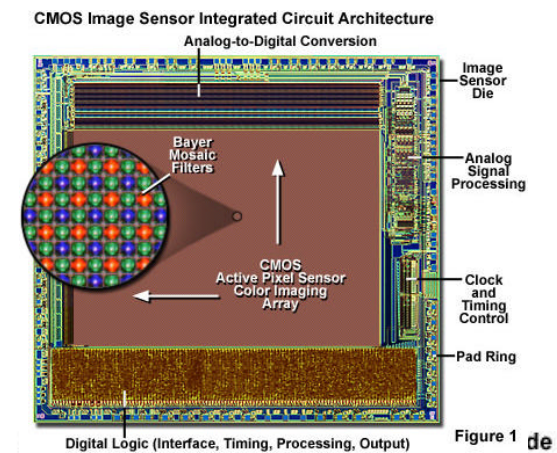 CMOS Image Sensor Integrated Circuit Architecture
Analog-to-Digital Conversion
Image
Sensor
Die
Bayer
Mosaic
Filters
Analog
Signal
Processing
CMOS
Active Pixel Sensor
Color Imaging
Array
Clock
and
Timing
Control
Pad Ring
Digital Logic (Interface, Timing, Processing, Output)
Figure 1
de